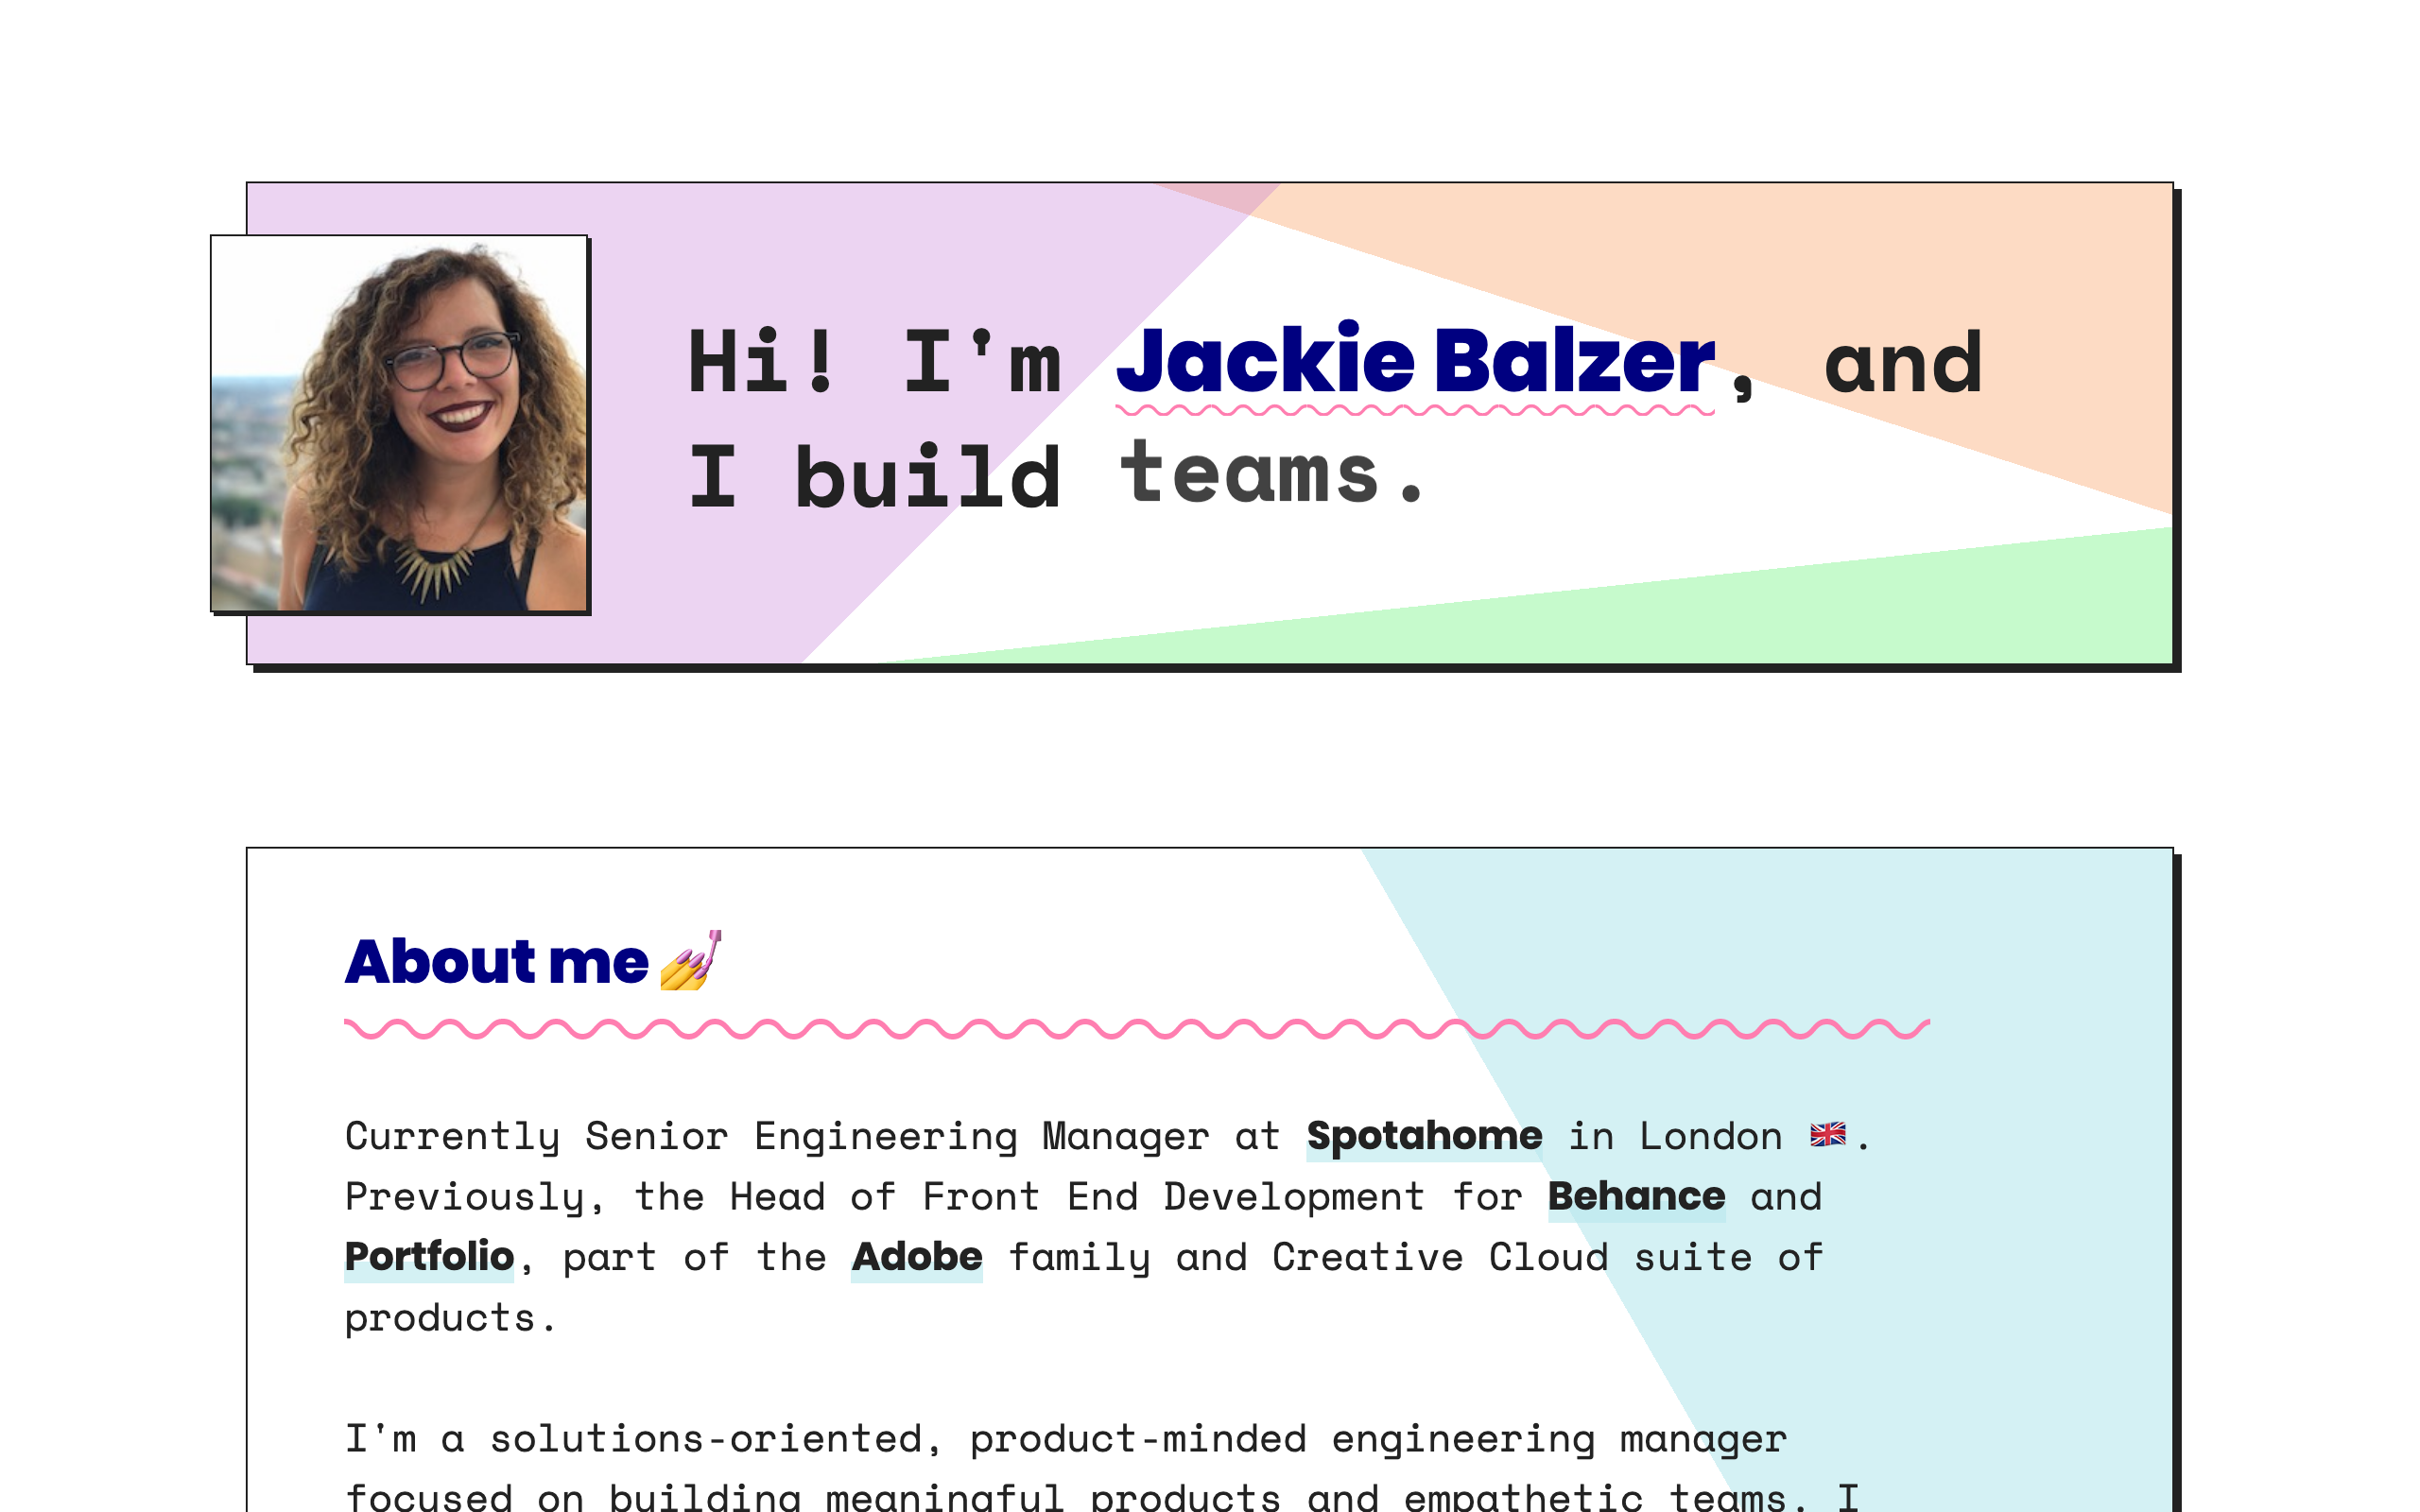 Hi! I'm Jackie Balzer, and
I build teams.
About me 💅
Currently Senior Engineering Manager at Spotahome in London 🇬🇧.
Previously, the Head of Front End Development for Behance and
Portfolio, part of the Adobe family and Creative Cloud suite of
products.
I'm a solutions-oriented, product-minded engineering manager
focused on building meaningful products and empathetic teams. I